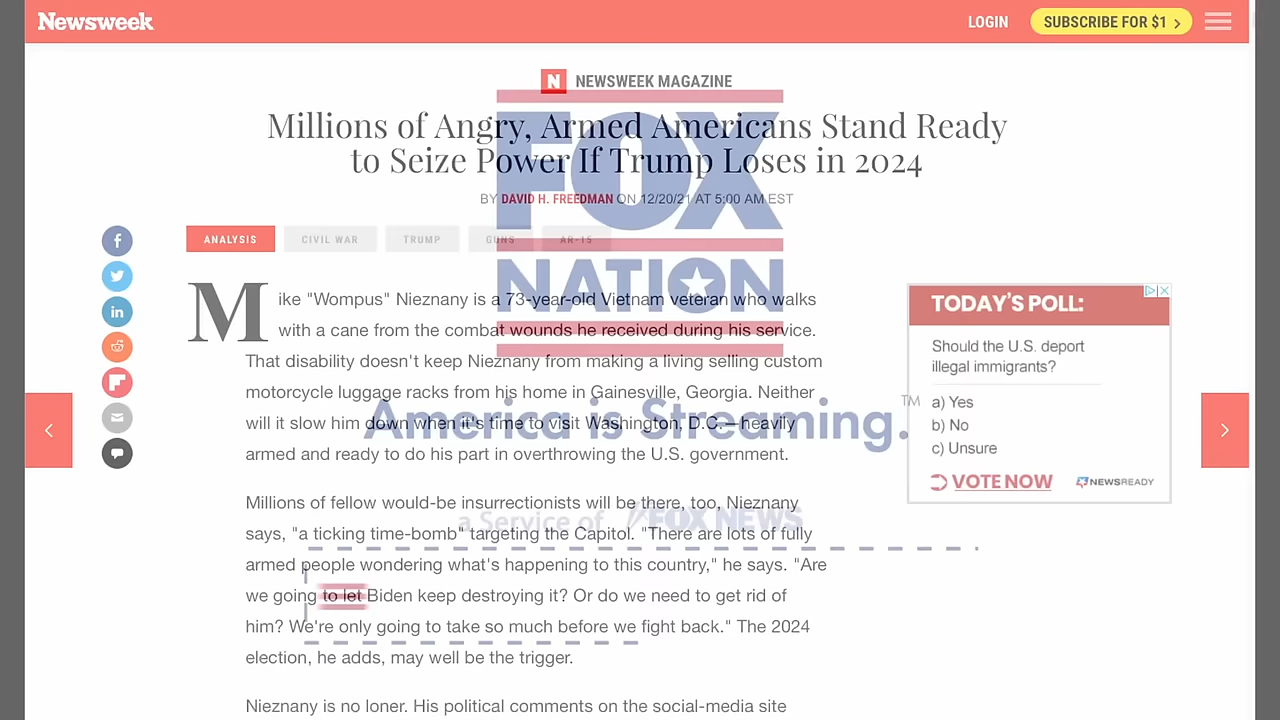 Newsweek
LOGIN
SUBSCRIBE FOR $1 >
N NEWSWEEK MAGAZINE
Millions of Angry, Armed Americans Stand Ready
to Seize Power If Trump Loses in 2024
BY DAVID H. FREEDMAN ON 12/20/21 AT 5:00 AM EST
ANALYSIS
CIVIL WAR
TRUMP
GUNS
AR-15
FOX
NATION
America is Streaming.™
a Service of FOX NEWS
Mike "Wompus" Nieznany is a 73-year-old Vietnam veteran who walks
with a cane from the combat wounds he received during his service.
That disability doesn't keep Nieznany from making a living selling custom
motorcycle luggage racks from his home in Gainesville, Georgia. Neither
will it slow him down when it's time to visit Washington, D.C.—heavily
armed and ready to do his part in overthrowing the U.S. government.
Millions of fellow would-be insurrectionists will be there, too, Nieznany
says, "a ticking time-bomb" targeting the Capitol. "There are lots of fully
armed people wondering what's happening to this country," he says. "Are
we going to let Biden keep destroying it? Or do we need to get rid of
him? We're only going to take so much before we fight back." The 2024
election, he adds, may well be the trigger.
Nieznany is no loner. His political comments on the social-media site
TODAY'S POLL:
Should the U.S. deport
illegal immigrants?
a) Yes
b) No
c) Unsure
VOTE NOW
NEWSREADY